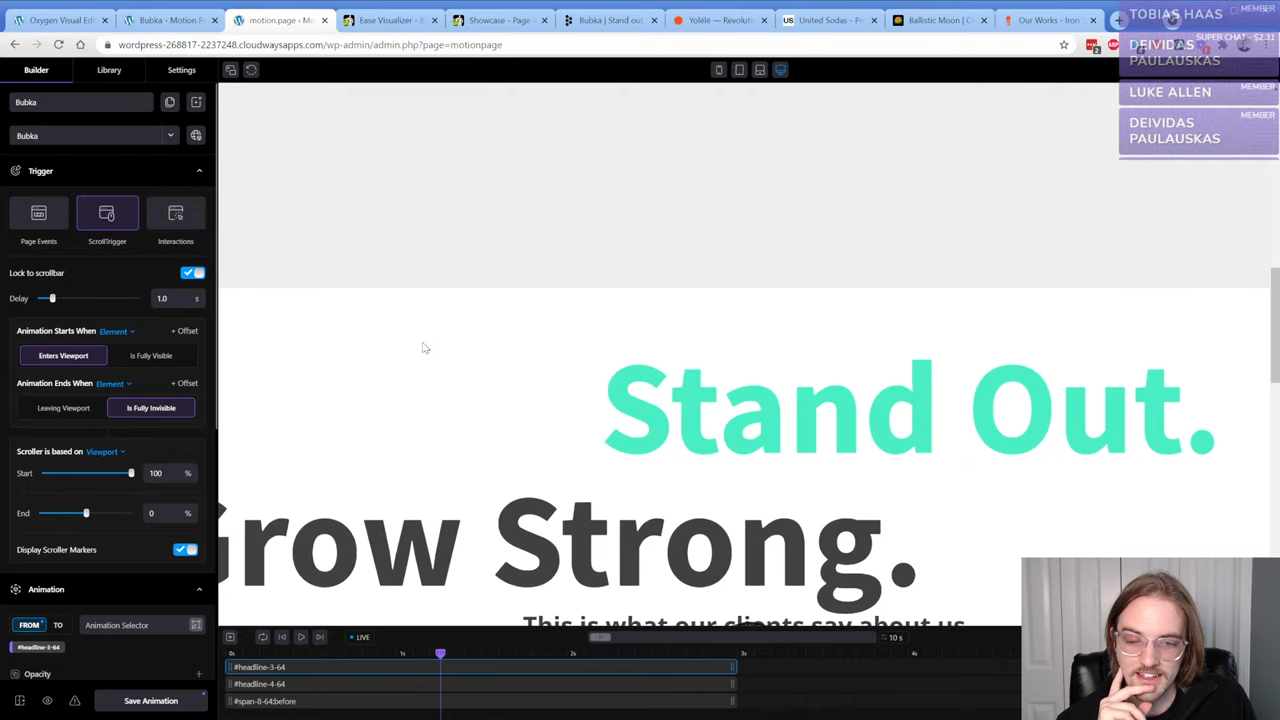 Oxygen Visual Ed
Bubka - Motion P
motion.page ‹ Mo
Ease Visualizer - [
Showcase - Page
Bubka | Stand out
Yolélé — Revoluti
US United Sodas - Pr
Ballistic Moon | C
Our Works - Iron
wordpress-268817-2237248.cloudwaysapps.com/wp-admin/admin.php?page=motionpage
TOBIAS HAAS
SUPER CHAT • $2.31
DEIVIDAS
PAULAUSKAS
LUKE ALLEN MEMBER
DEIVIDAS MEMBER
PAULAUSKAS
Builder Library Settings
Bubka
Bubka
Trigger
Page Events ScrollTrigger Interactions
Lock to scrollbar
Delay 1.0 s
Animation Starts When Element + Offset
Enters Viewport Is Fully Visible
Animation Ends When Element + Offset
Leaving Viewport Is Fully Invisible
Scroller is based on Viewport
Start 100 %
End 0 %
Display Scroller Markers
Animation
FROM TO Animation Selector
#headline-3-64
Opacity
Save Animation
Stand Out.
Grow Strong.
This is what our clients say about us
LIVE
10 s
0s 1s 2s 3s 4s
#headline-3-64
#headline-4-64
#span-8-64:before